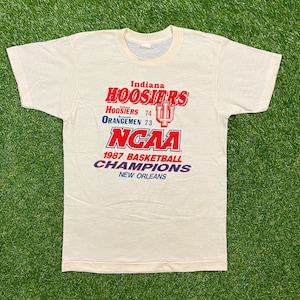 Indiana
HOOSIERS
HOOSIERS 74
ORANGEMEN 73
NCAA
1987 BASKETBALL
CHAMPIONS
NEW ORLEANS